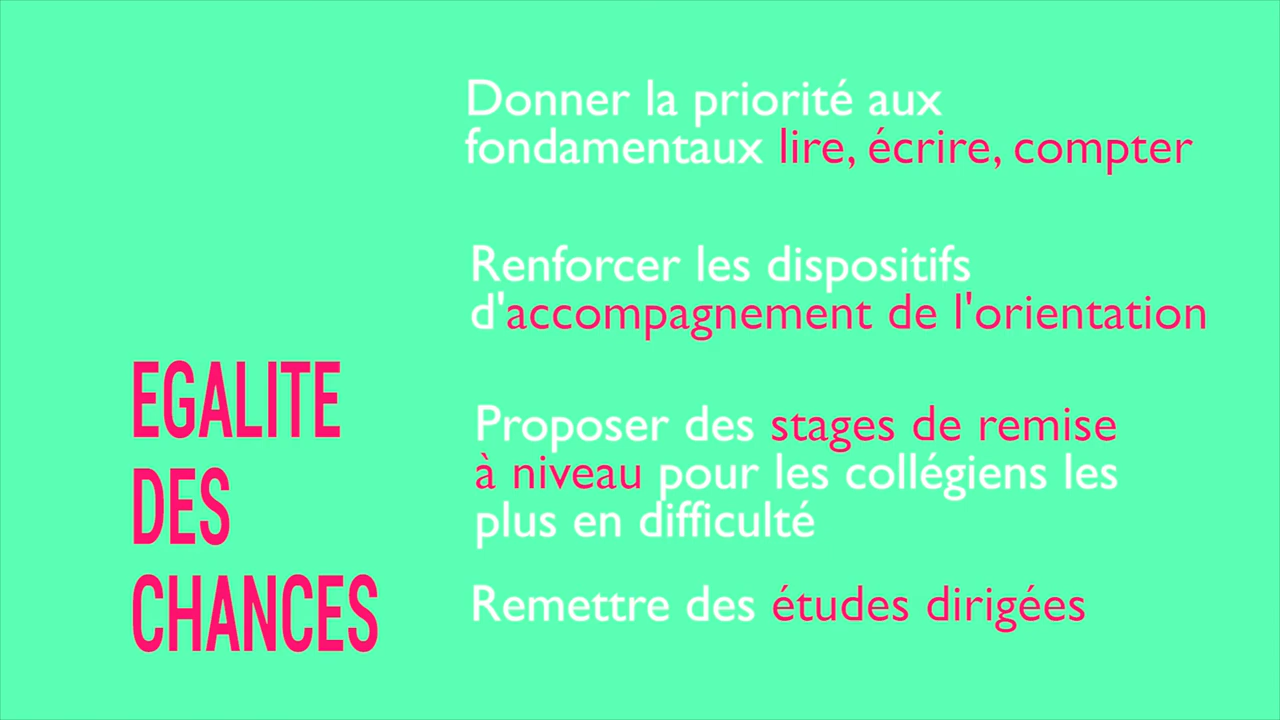 EGALITE
DES
CHANCES
Donner la priorité aux
fondamentaux lire, écrire, compter
Renforcer les dispositifs
d'accompagnement de l'orientation
Proposer des stages de remise
à niveau pour les collégiens les
plus en difficulté
Remettre des études dirigées